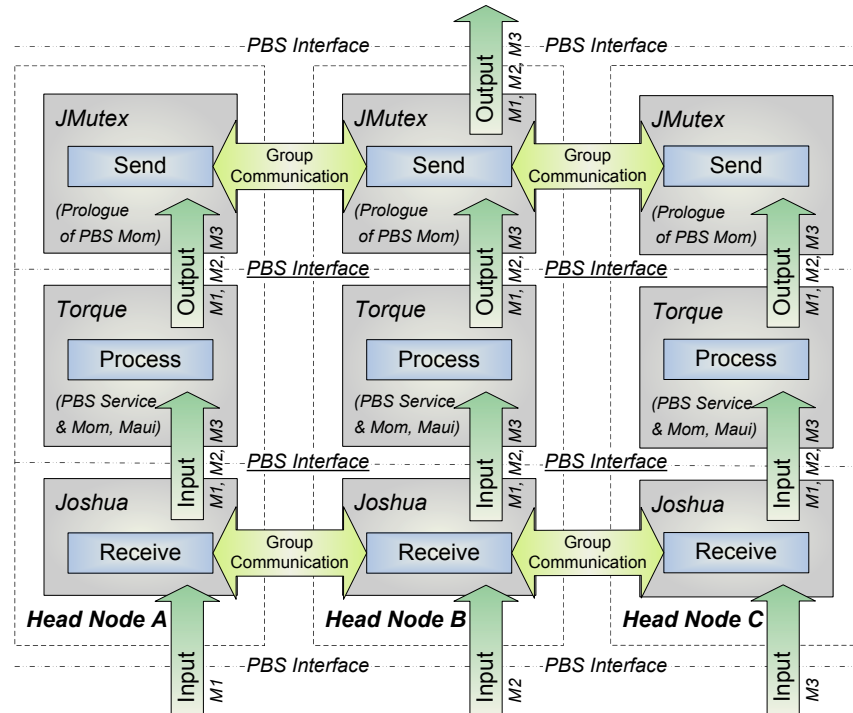 PBS Interface
PBS Interface
Output
M1, M2, M3
JMutex
JMutex
JMutex
Send
Group
Communication
Send
Group
Communication
Send
(Prologue
of PBS Mom)
(Prologue
of PBS Mom)
(Prologue
of PBS Mom)
Output
M1, M2, M3
Output
M1, M2, M3
Output
M1, M2, M3
PBS Interface
PBS Interface
Torque
Torque
Torque
Process
Process
Process
(PBS Service
& Mom, Maui)
(PBS Service
& Mom, Maui)
(PBS Service
& Mom, Maui)
Input
M1, M2, M3
Input
M1, M2, M3
Input
M1, M2, M3
PBS Interface
PBS Interface
Joshua
Joshua
Joshua
Receive
Group
Communication
Receive
Group
Communication
Receive
Head Node A
Head Node B
Head Node C
PBS Interface
PBS Interface
Input
M1
Input
M2
Input
M3